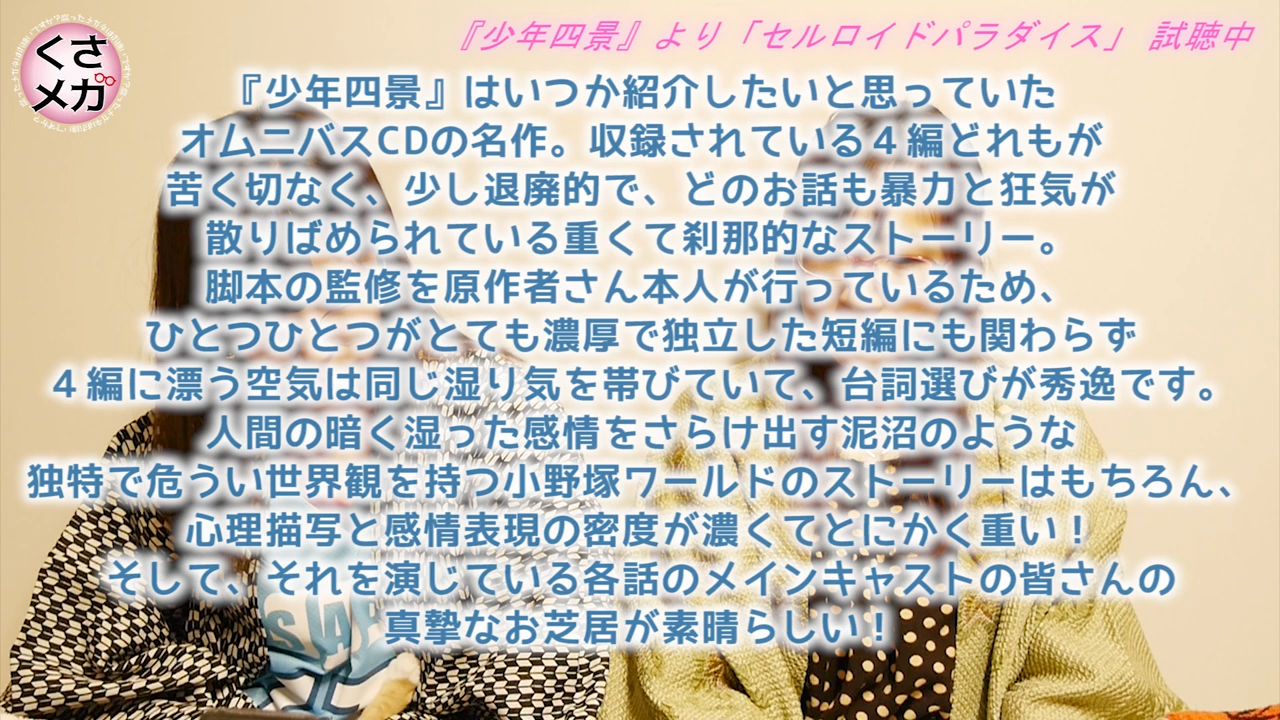 くさ
メガ
『少年四景』より「セルロイドパラダイス」 試聴中
『少年四景』はいつか紹介したいと思っていた
オムニバスCDの名作。収録されている４編どれもが
苦く切なく、少し退廃的で、どのお話も暴力と狂気が
散りばめられている重くて刹那的なストーリー。
脚本の監修を原作者さん本人が行っているため、
ひとつひとつがとても濃厚で独立した短編にも関わらず
４編に漂う空気は同じ湿り気を帯びていて、台詞選びが秀逸です。
人間の暗く湿った感情をさらけ出す泥沼のような
独特で危うい世界観を持つ小野塚ワールドのストーリーはもちろん、
心理描写と感情表現の密度が濃くてとにかく重い！
そして、それを演じている各話のメインキャストの皆さんの
真摯なお芝居が素晴らしい！